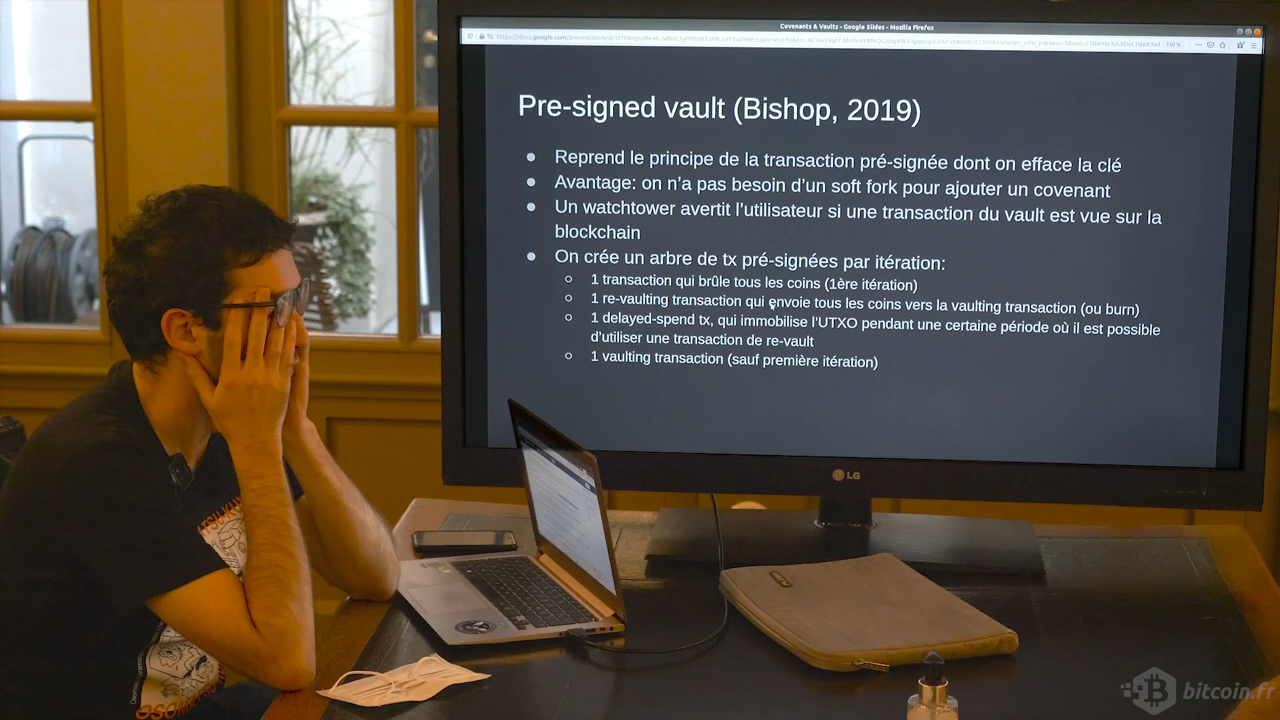 Covenants & Vaults - Google Slides - Mozilla Firefox
Pre-signed vault (Bishop, 2019)
● Reprend le principe de la transaction pré-signée dont on efface la clé
● Avantage: on n'a pas besoin d'un soft fork pour ajouter un covenant
● Un watchtower avertit l'utilisateur si une transaction du vault est vue sur la
blockchain
● On crée un arbre de tx pré-signées par itération:
○ 1 transaction qui brûle tous les coins (1ère itération)
○ 1 re-vaulting transaction qui envoie tous les coins vers la vaulting transaction (ou burn)
○ 1 delayed-spend tx, qui immobilise l'UTXO pendant une certaine période où il est possible
d'utiliser une transaction de re-vault
○ 1 vaulting transaction (sauf première itération)
LG
bitcoin.fr